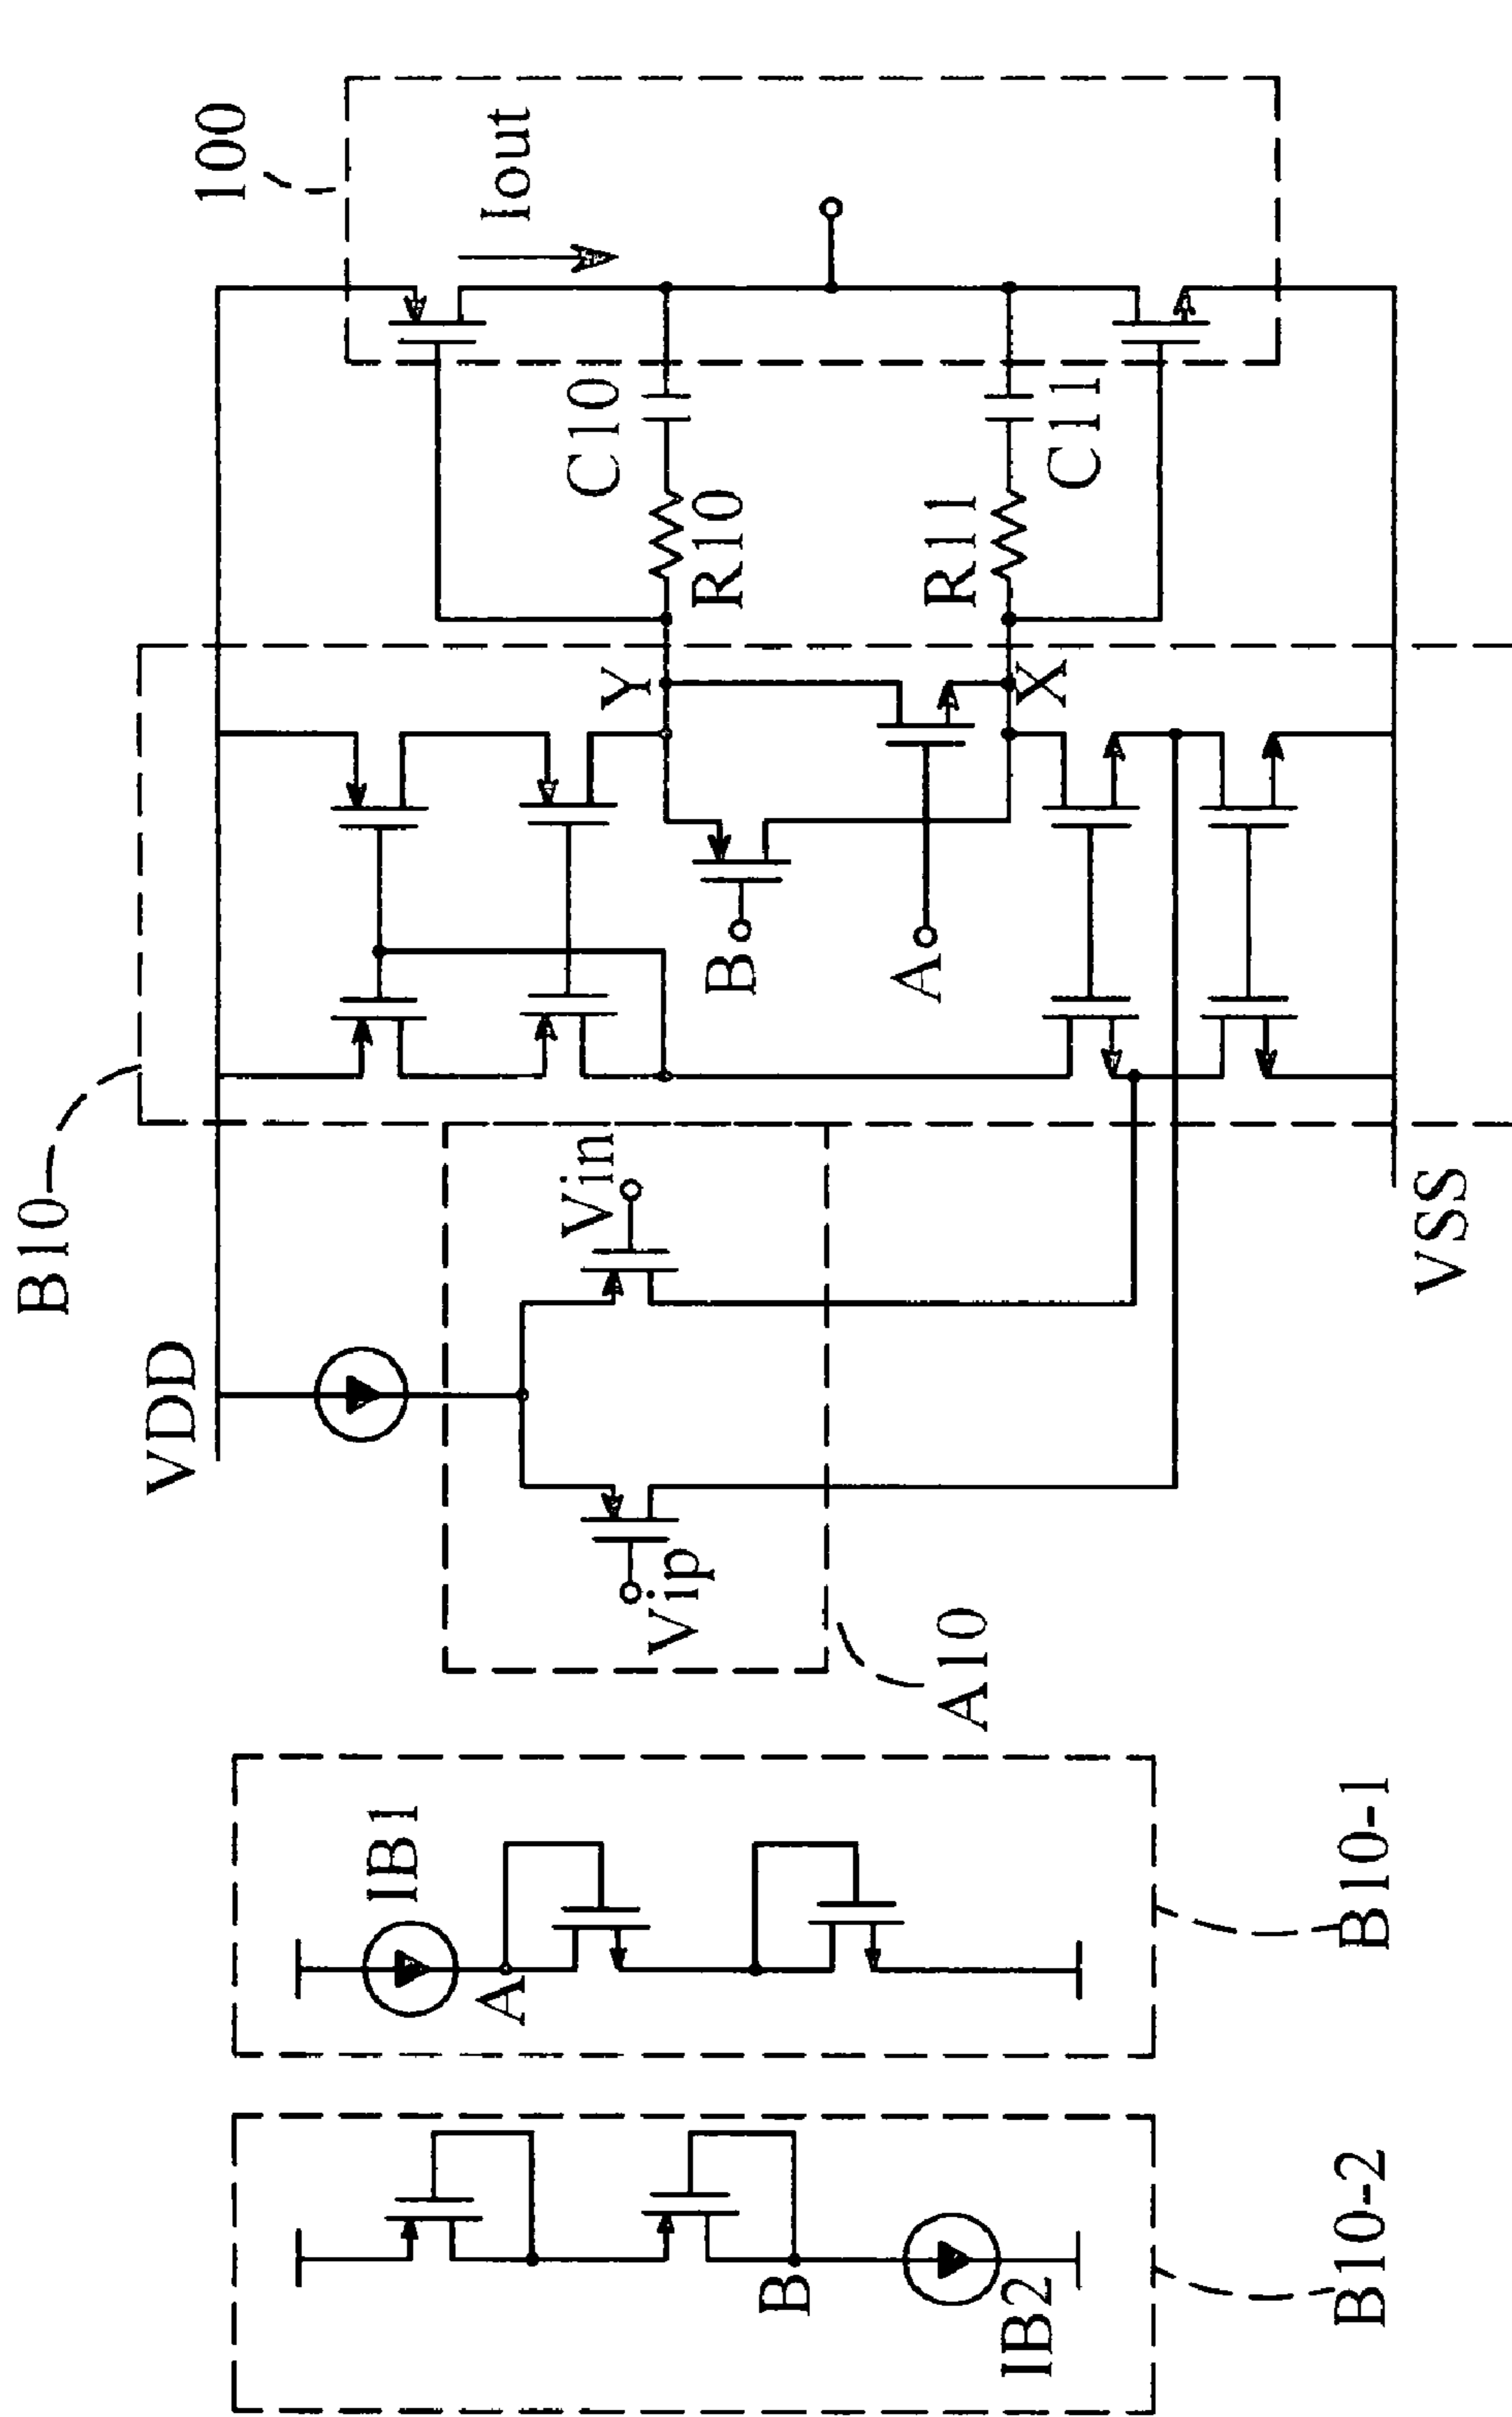 B10
VDD
100
IB1
Iout
A
Vin
C10
Y
Vip
R10
B
B
A
R11
A10
IB2
X
C11
B10-2
B10-1
VSS